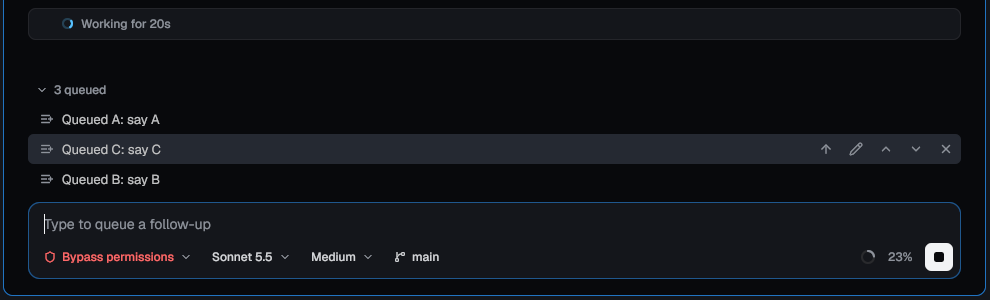 Working for 20s
3 queued
Queued A: say A
Queued C: say C
Queued B: say B
Type to queue a follow-up
Bypass permissions Sonnet 5.5 Medium main 23%